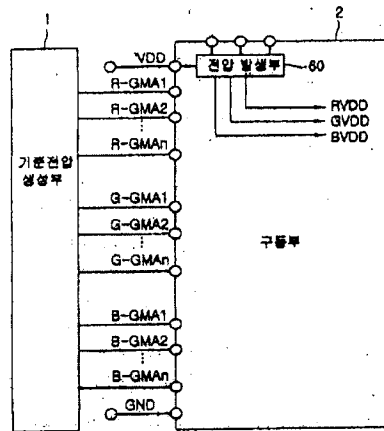 1
2
VDD
전압 발생부
60
R-GMA1
R-GMA2
R-GMAn
RVDD
GVDD
BVDD
기준전압
생성부
G-GMA1
G-GMA2
G-GMAn
구동부
B-GMA1
B-GMA2
B-GMAn
GND